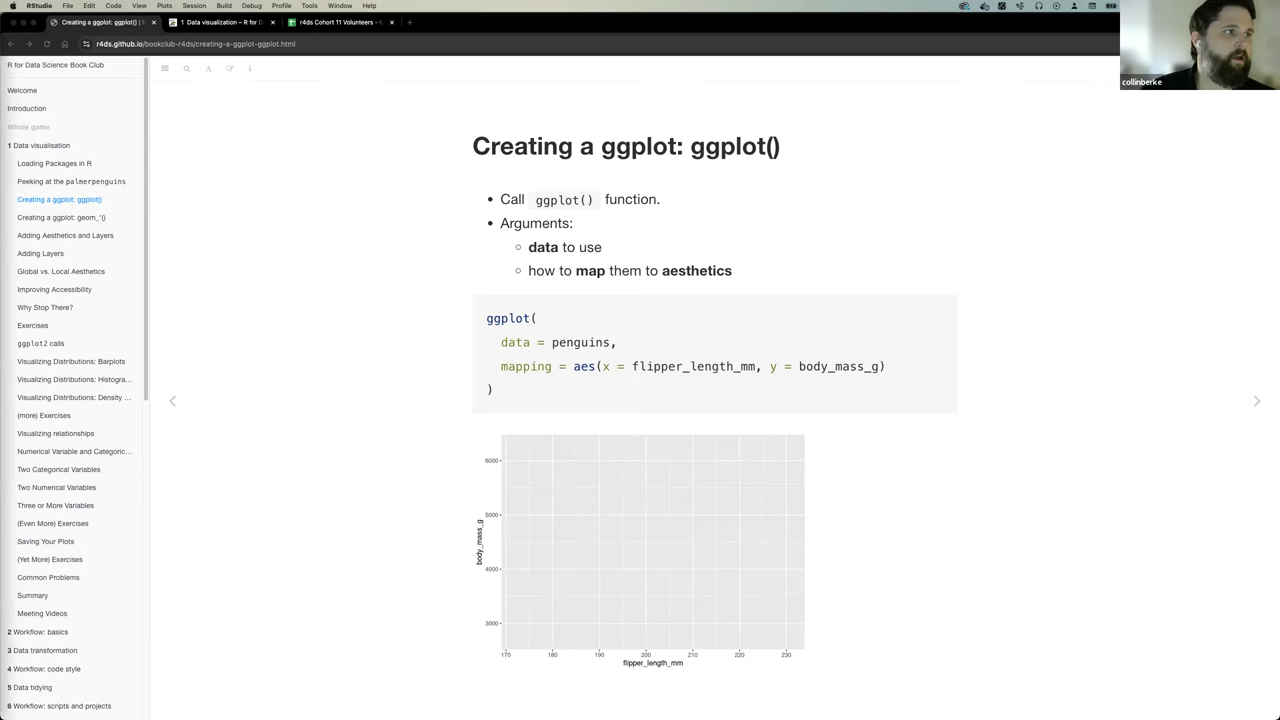 RStudio File Edit Code View Plots Session Build Debug Profile Tools Window Help
Creating a ggplot: ggplot() |
1 Data visualization – R for D
r4ds Cohort 11 Volunteers - G
r4ds.github.io/bookclub-r4ds/creating-a-ggplot-ggplot.html
collinberke
R for Data Science Book Club
Welcome
Introduction
Whole game
1 Data visualisation
Loading Packages in R
Peeking at the palmerpenguins
Creating a ggplot: ggplot()
Creating a ggplot: geom_*()
Adding Aesthetics and Layers
Adding Layers
Global vs. Local Aesthetics
Improving Accessibility
Why Stop There?
Exercises
ggplot2 calls
Visualizing Distributions: Barplots
Visualizing Distributions: Histogra...
Visualizing Distributions: Density ...
(more) Exercises
Visualizing relationships
Numerical Variable and Categoric...
Two Categorical Variables
Two Numerical Variables
Three or More Variables
(Even More) Exercises
Saving Your Plots
(Yet More) Exercises
Common Problems
Summary
Meeting Videos
2 Workflow: basics
3 Data transformation
4 Workflow: code style
5 Data tidying
6 Workflow: scripts and projects
Creating a ggplot: ggplot()
• Call ggplot() function.
• Arguments:
○ data to use
○ how to map them to aesthetics
ggplot(
data = penguins,
mapping = aes(x = flipper_length_mm, y = body_mass_g)
)
6000
5000
4000
3000
body_mass_g
170 180 190 200 210 220 230
flipper_length_mm